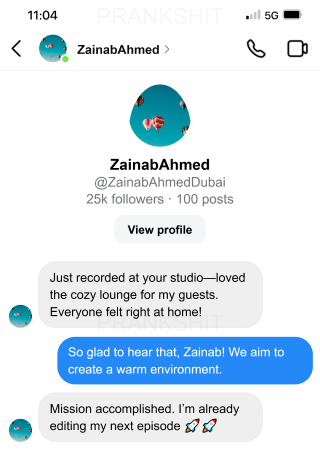 PRANKSHIT
11:04 5G
ZainabAhmed
ZainabAhmed
@ZainabAhmedDubai
25k followers · 100 posts
View profile
Just recorded at your studio—loved
the cozy lounge for my guests.
Everyone felt right at home!
PRANKSHIT
So glad to hear that, Zainab! We aim to
create a warm environment.
Mission accomplished. I’m already
editing my next episode 🚀🚀